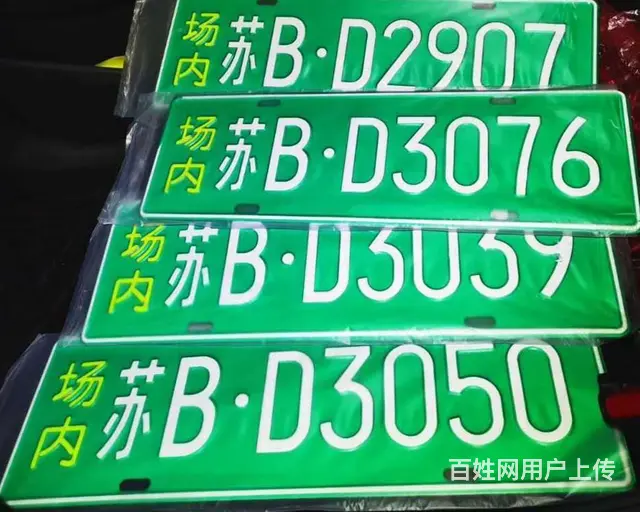 场内 苏B·D2907
场内 苏B·D3076
场内 苏B·D3039
场内 苏B·D3050
百姓网用户上传